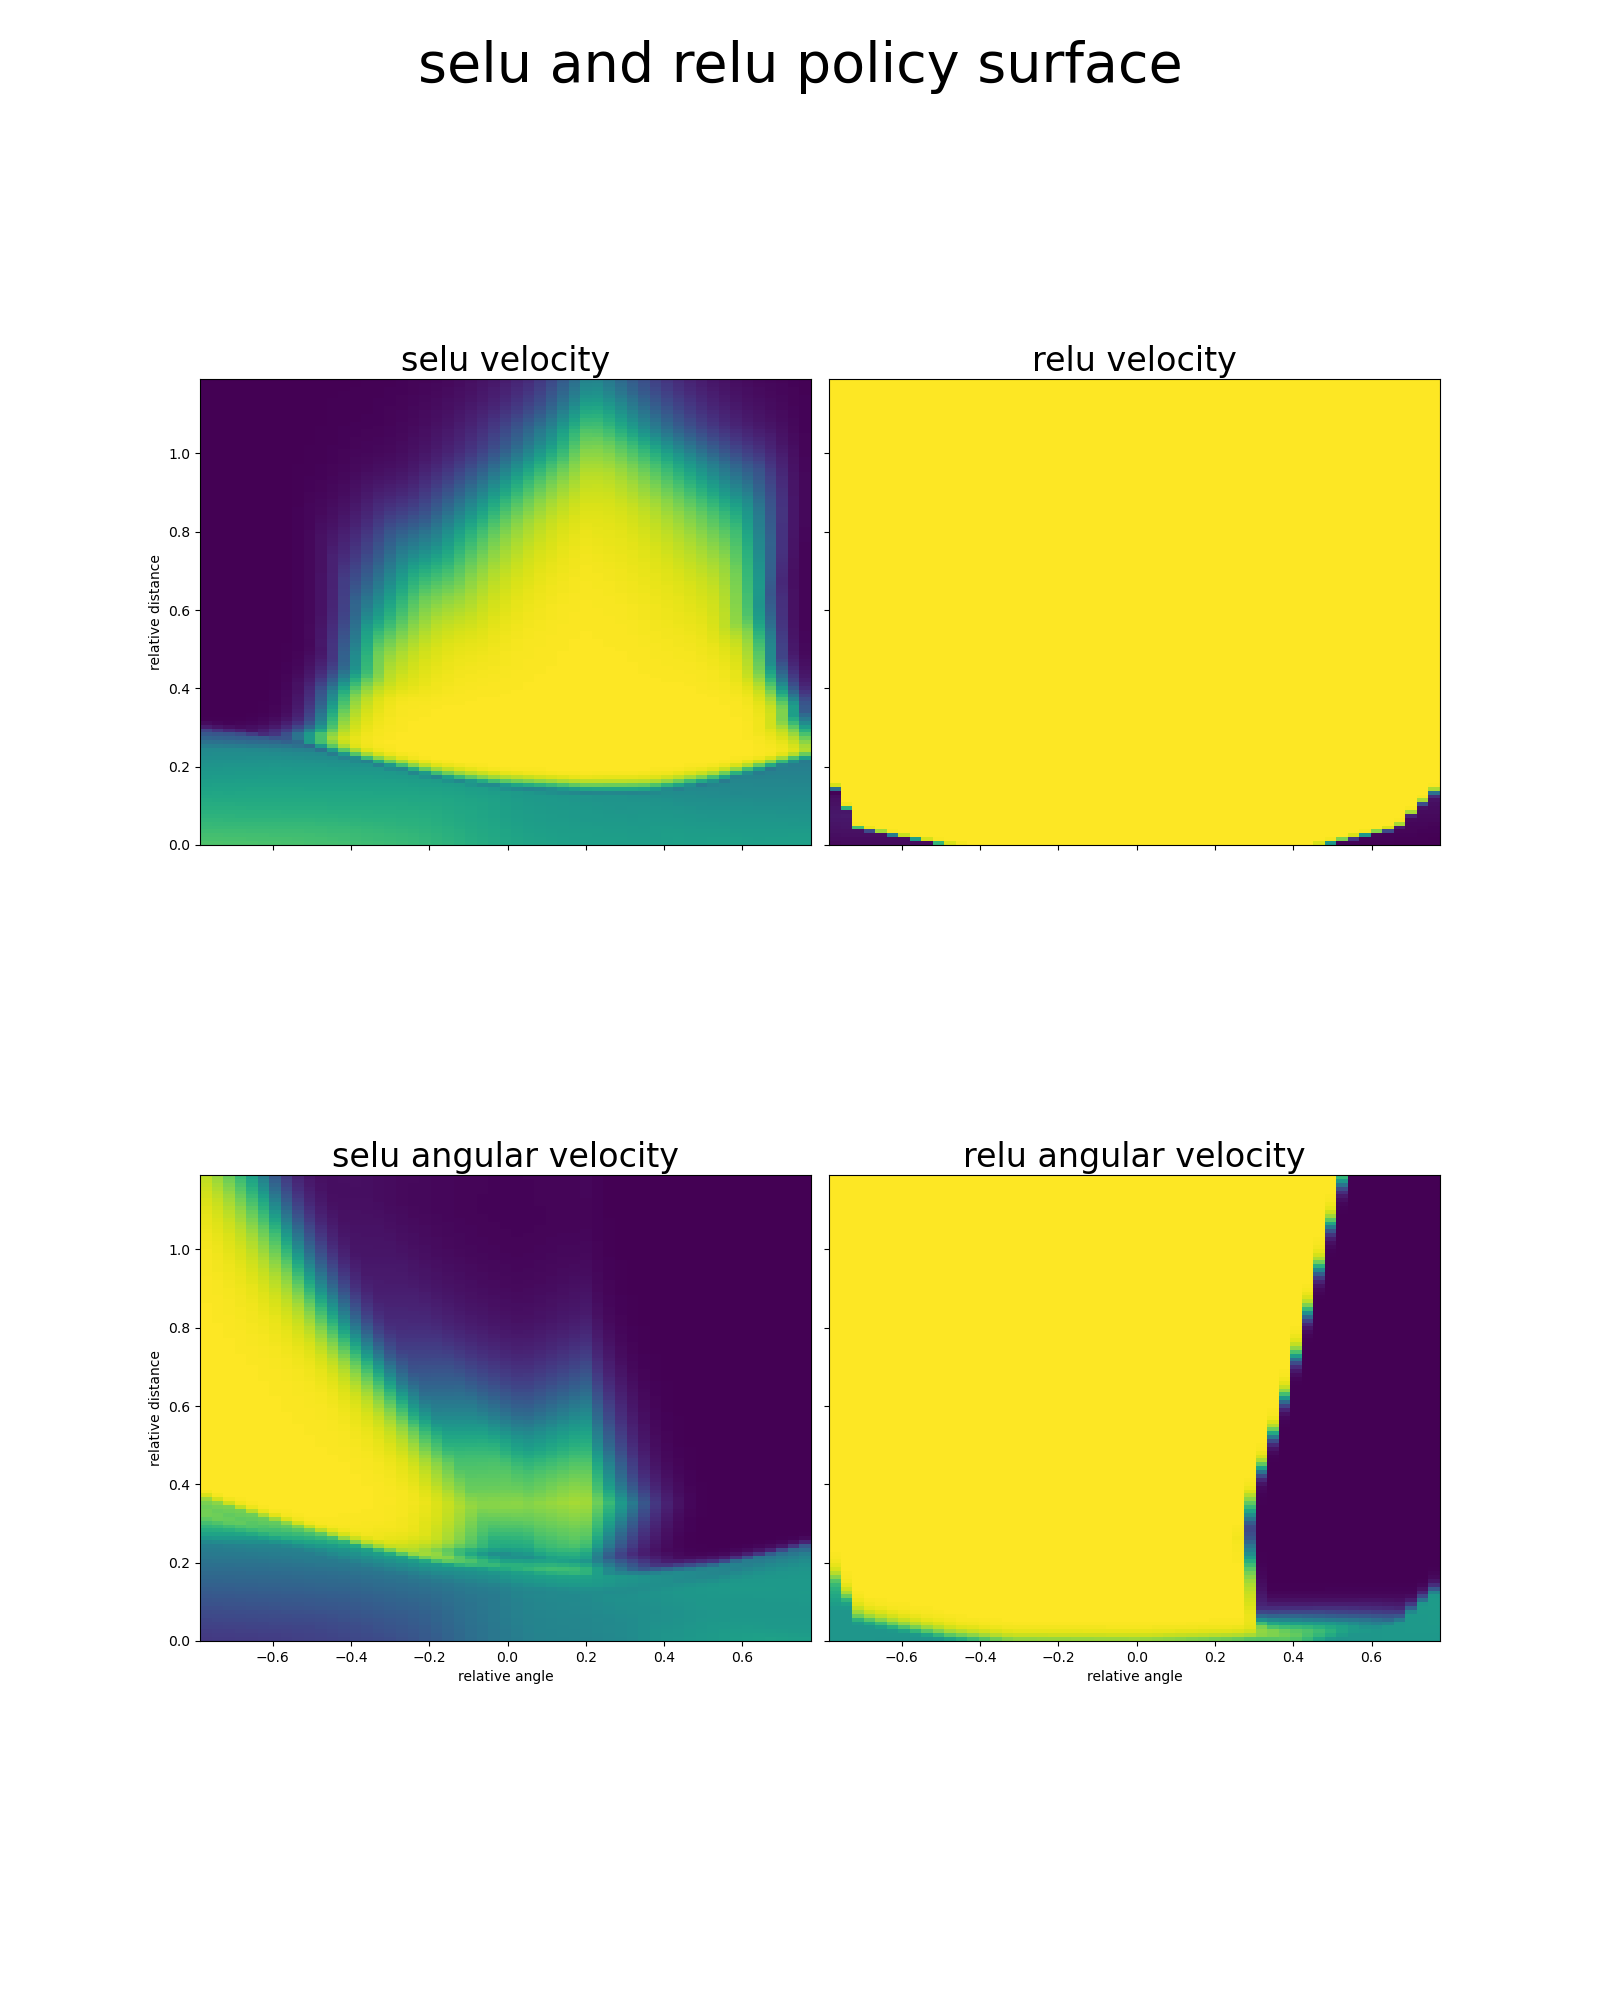 selu and relu policy surface
selu velocity
relu velocity
relative distance
1.0
0.8
0.6
0.4
0.2
0.0
selu angular velocity
relu angular velocity
relative distance
1.0
0.8
0.6
0.4
0.2
0.0
−0.6 −0.4 −0.2 0.0 0.2 0.4 0.6
−0.6 −0.4 −0.2 0.0 0.2 0.4 0.6
relative angle
relative angle